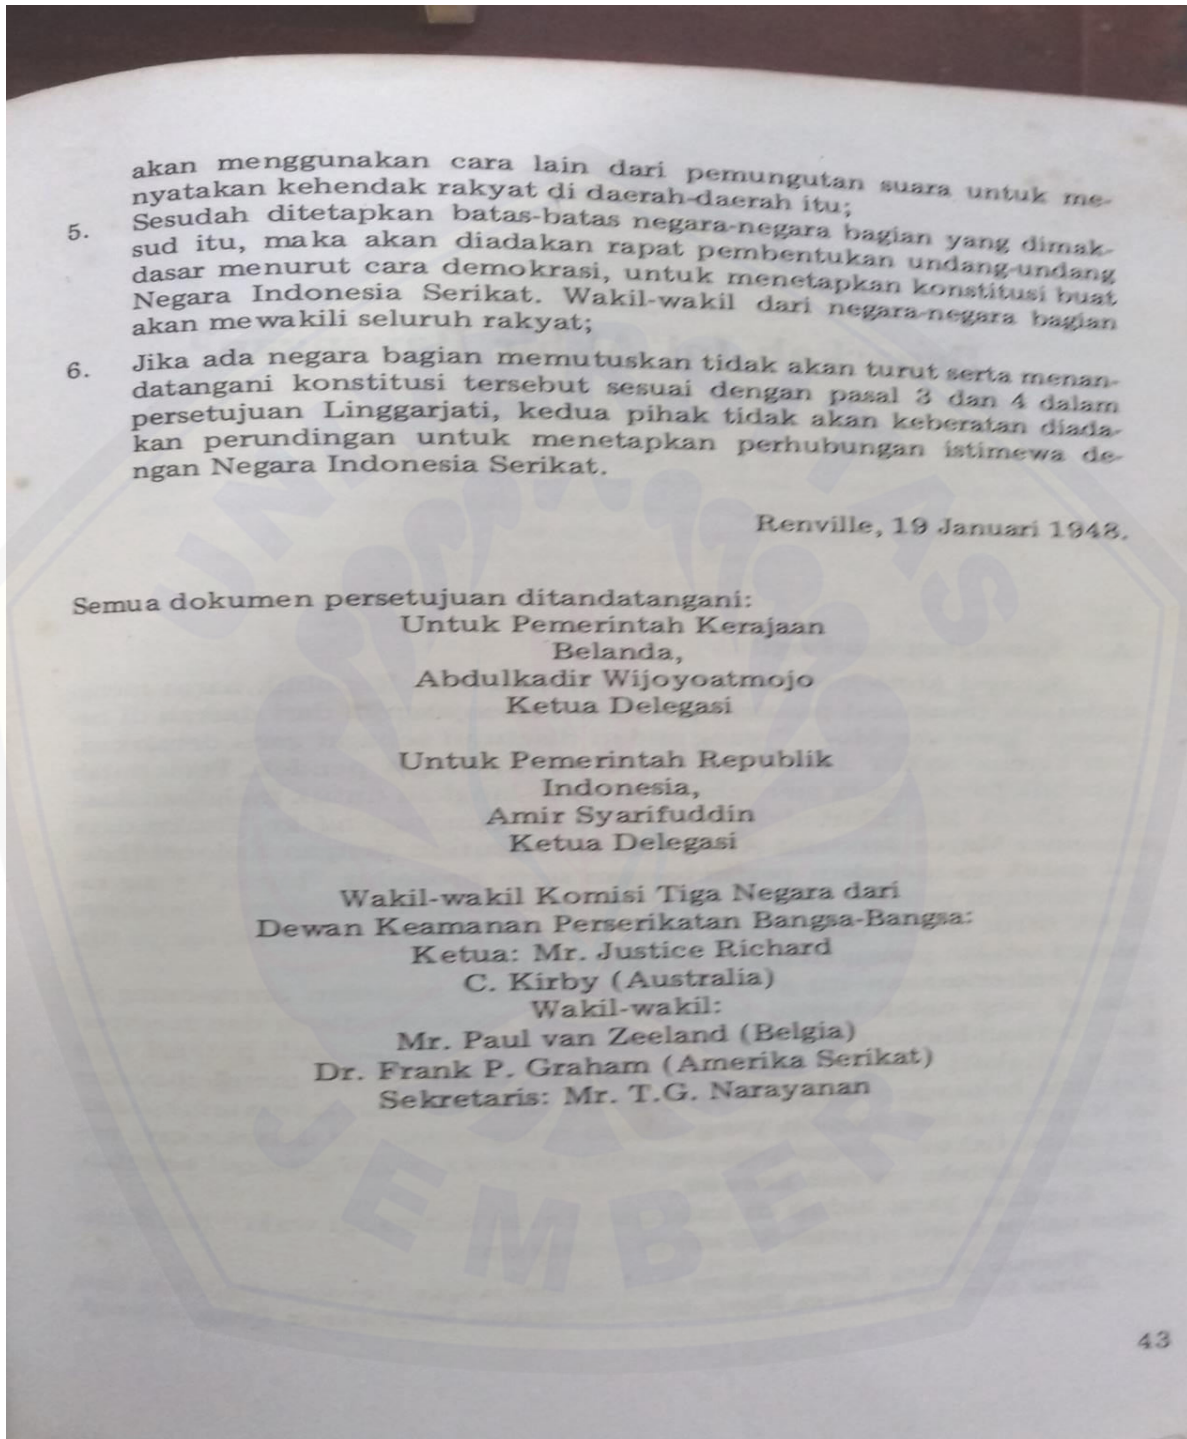 akan menggunakan cara lain dari pemungutan suara untuk me-
nyatakan kehendak rakyat di daerah-daerah itu;
5. Sesudah ditetapkan batas-batas negara-negara bagian yang dimak-
sud itu, maka akan diadakan rapat pembentukan undang-undang
dasar menurut cara demokrasi, untuk menetapkan konstitusi buat
Negara Indonesia Serikat. Wakil-wakil dari negara-negara bagian
akan mewakili seluruh rakyat;
6. Jika ada negara bagian memutuskan tidak akan turut serta menan-
datangani konstitusi tersebut sesuai dengan pasal 3 dan 4 dalam
persetujuan Linggarjati, kedua pihak tidak akan keberatan diada-
kan perundingan untuk menetapkan perhubungan istimewa de-
ngan Negara Indonesia Serikat.
Renville, 19 Januari 1948.
Semua dokumen persetujuan ditandatangani:
Untuk Pemerintah Kerajaan
Belanda,
Abdulkadir Wijoyoatmojo
Ketua Delegasi
Untuk Pemerintah Republik
Indonesia,
Amir Syarifuddin
Ketua Delegasi
Wakil-wakil Komisi Tiga Negara dari
Dewan Keamanan Perserikatan Bangsa-Bangsa:
Ketua: Mr. Justice Richard
C. Kirby (Australia)
Wakil-wakil:
Mr. Paul van Zeeland (Belgia)
Dr. Frank P. Graham (Amerika Serikat)
Sekretaris: Mr. T.G. Narayanan
JEMBER
43